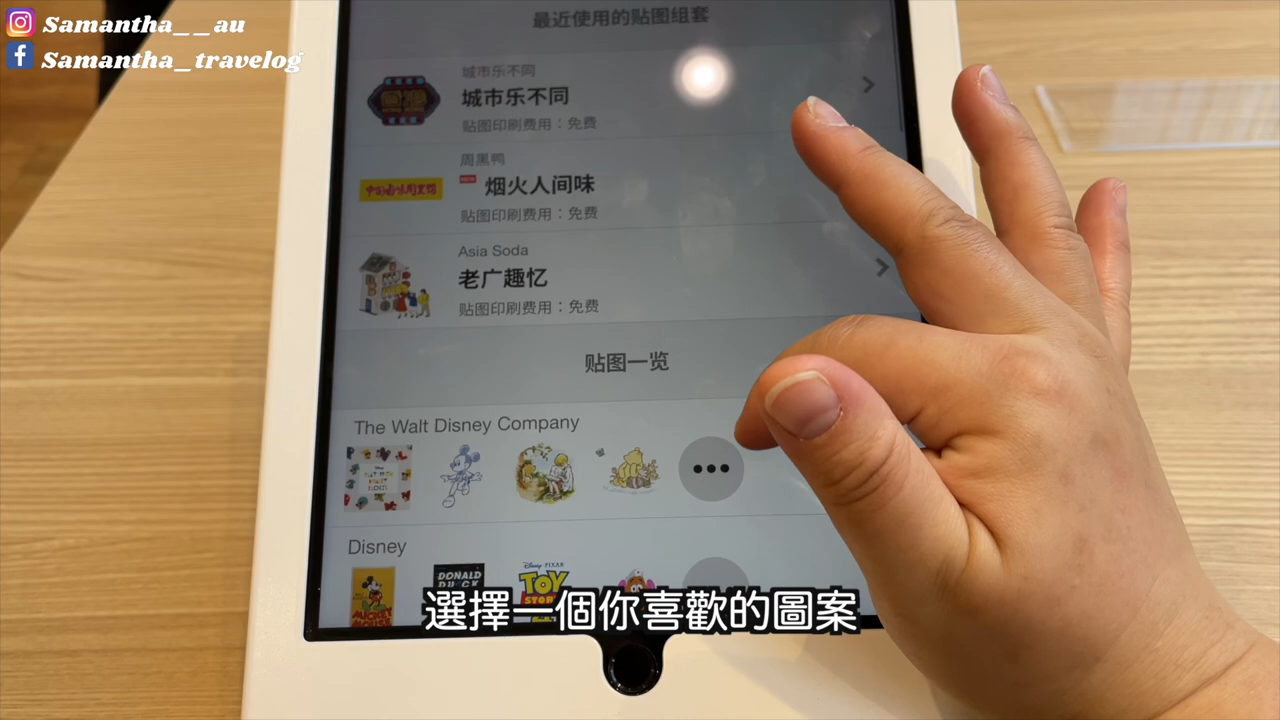 Samantha__au
Samantha_travelog
最近使用的贴图组套
城市乐不同
城市乐不同
贴图印刷费用：免费
周黑鸭
NEW
烟火人间味
贴图印刷费用：免费
Asia Soda
老广趣忆
贴图印刷费用：免费
贴图一览
The Walt Disney Company
Disney
DONALD DUCK
Disney·PIXAR
TOY STORY
MICKEY MOUSE
選擇一個你喜歡的圖案